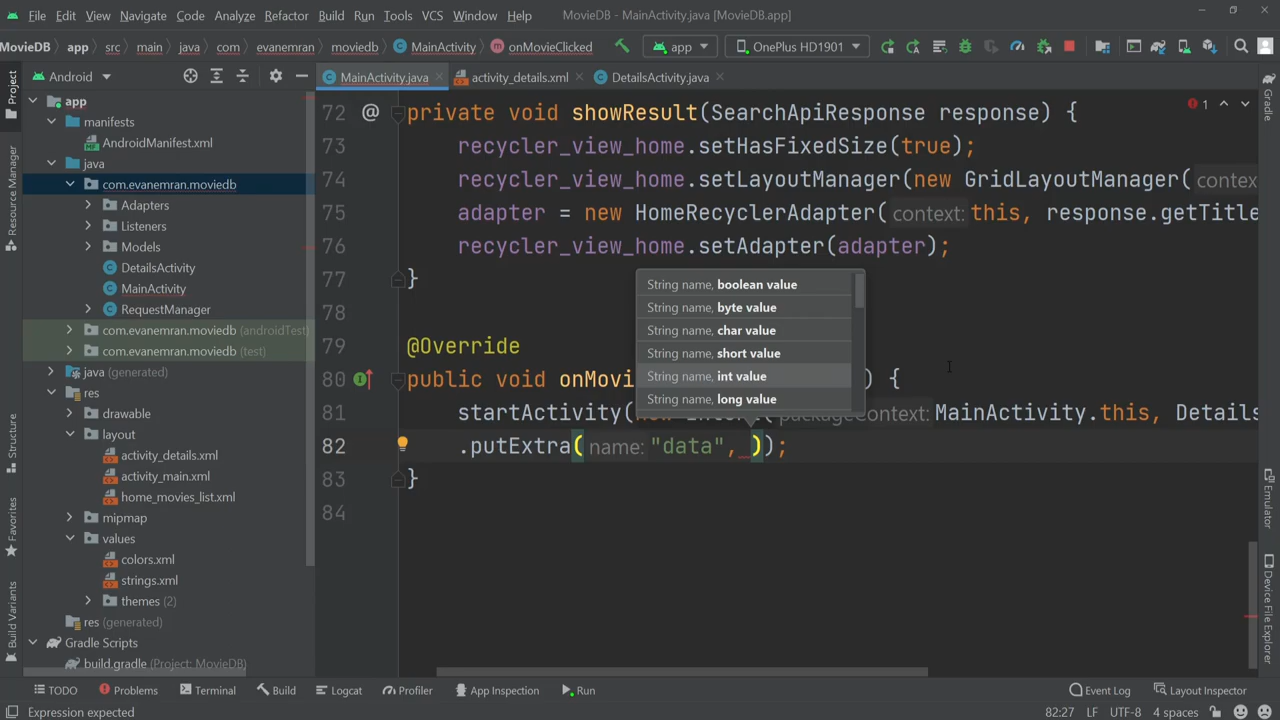 File Edit View Navigate Code Analyze Refactor Build Run Tools VCS Window Help MovieDB - MainActivity.java [MovieDB.app]
MovieDB app src main java com evanemran moviedb MainActivity onMovieClicked app OnePlus HD1901
Android MainActivity.java activity_details.xml DetailsActivity.java
Project
Resource Manager
Structure
Favorites
Build Variants
app
manifests
AndroidManifest.xml
java
com.evanemran.moviedb
Adapters
Listeners
Models
DetailsActivity
MainActivity
RequestManager
com.evanemran.moviedb (androidTest)
com.evanemran.moviedb (test)
java (generated)
res
drawable
layout
activity_details.xml
activity_main.xml
home_movies_list.xml
mipmap
values
colors.xml
strings.xml
themes (2)
res (generated)
Gradle Scripts
build.gradle (Project: MovieDB)
72 @ private void showResult(SearchApiResponse response) {
73 recycler_view_home.setHasFixedSize(true);
74 recycler_view_home.setLayoutManager(new GridLayoutManager( context
75 adapter = new HomeRecyclerAdapter( context: this, response.getTitle
76 recycler_view_home.setAdapter(adapter);
77 }
78
79 @Override
80 public void onMovi ) {
81 startActivity( packageContext: MainActivity.this, Details
82 .putExtra( name: "data", ));
83 }
84
1
String name, boolean value
String name, byte value
String name, char value
String name, short value
String name, int value
String name, long value
Gradle
Emulator
Device File Explorer
TODO Problems Terminal Build Logcat Profiler App Inspection Run Event Log Layout Inspector
Expression expected 82:27 LF UTF-8 4 spaces